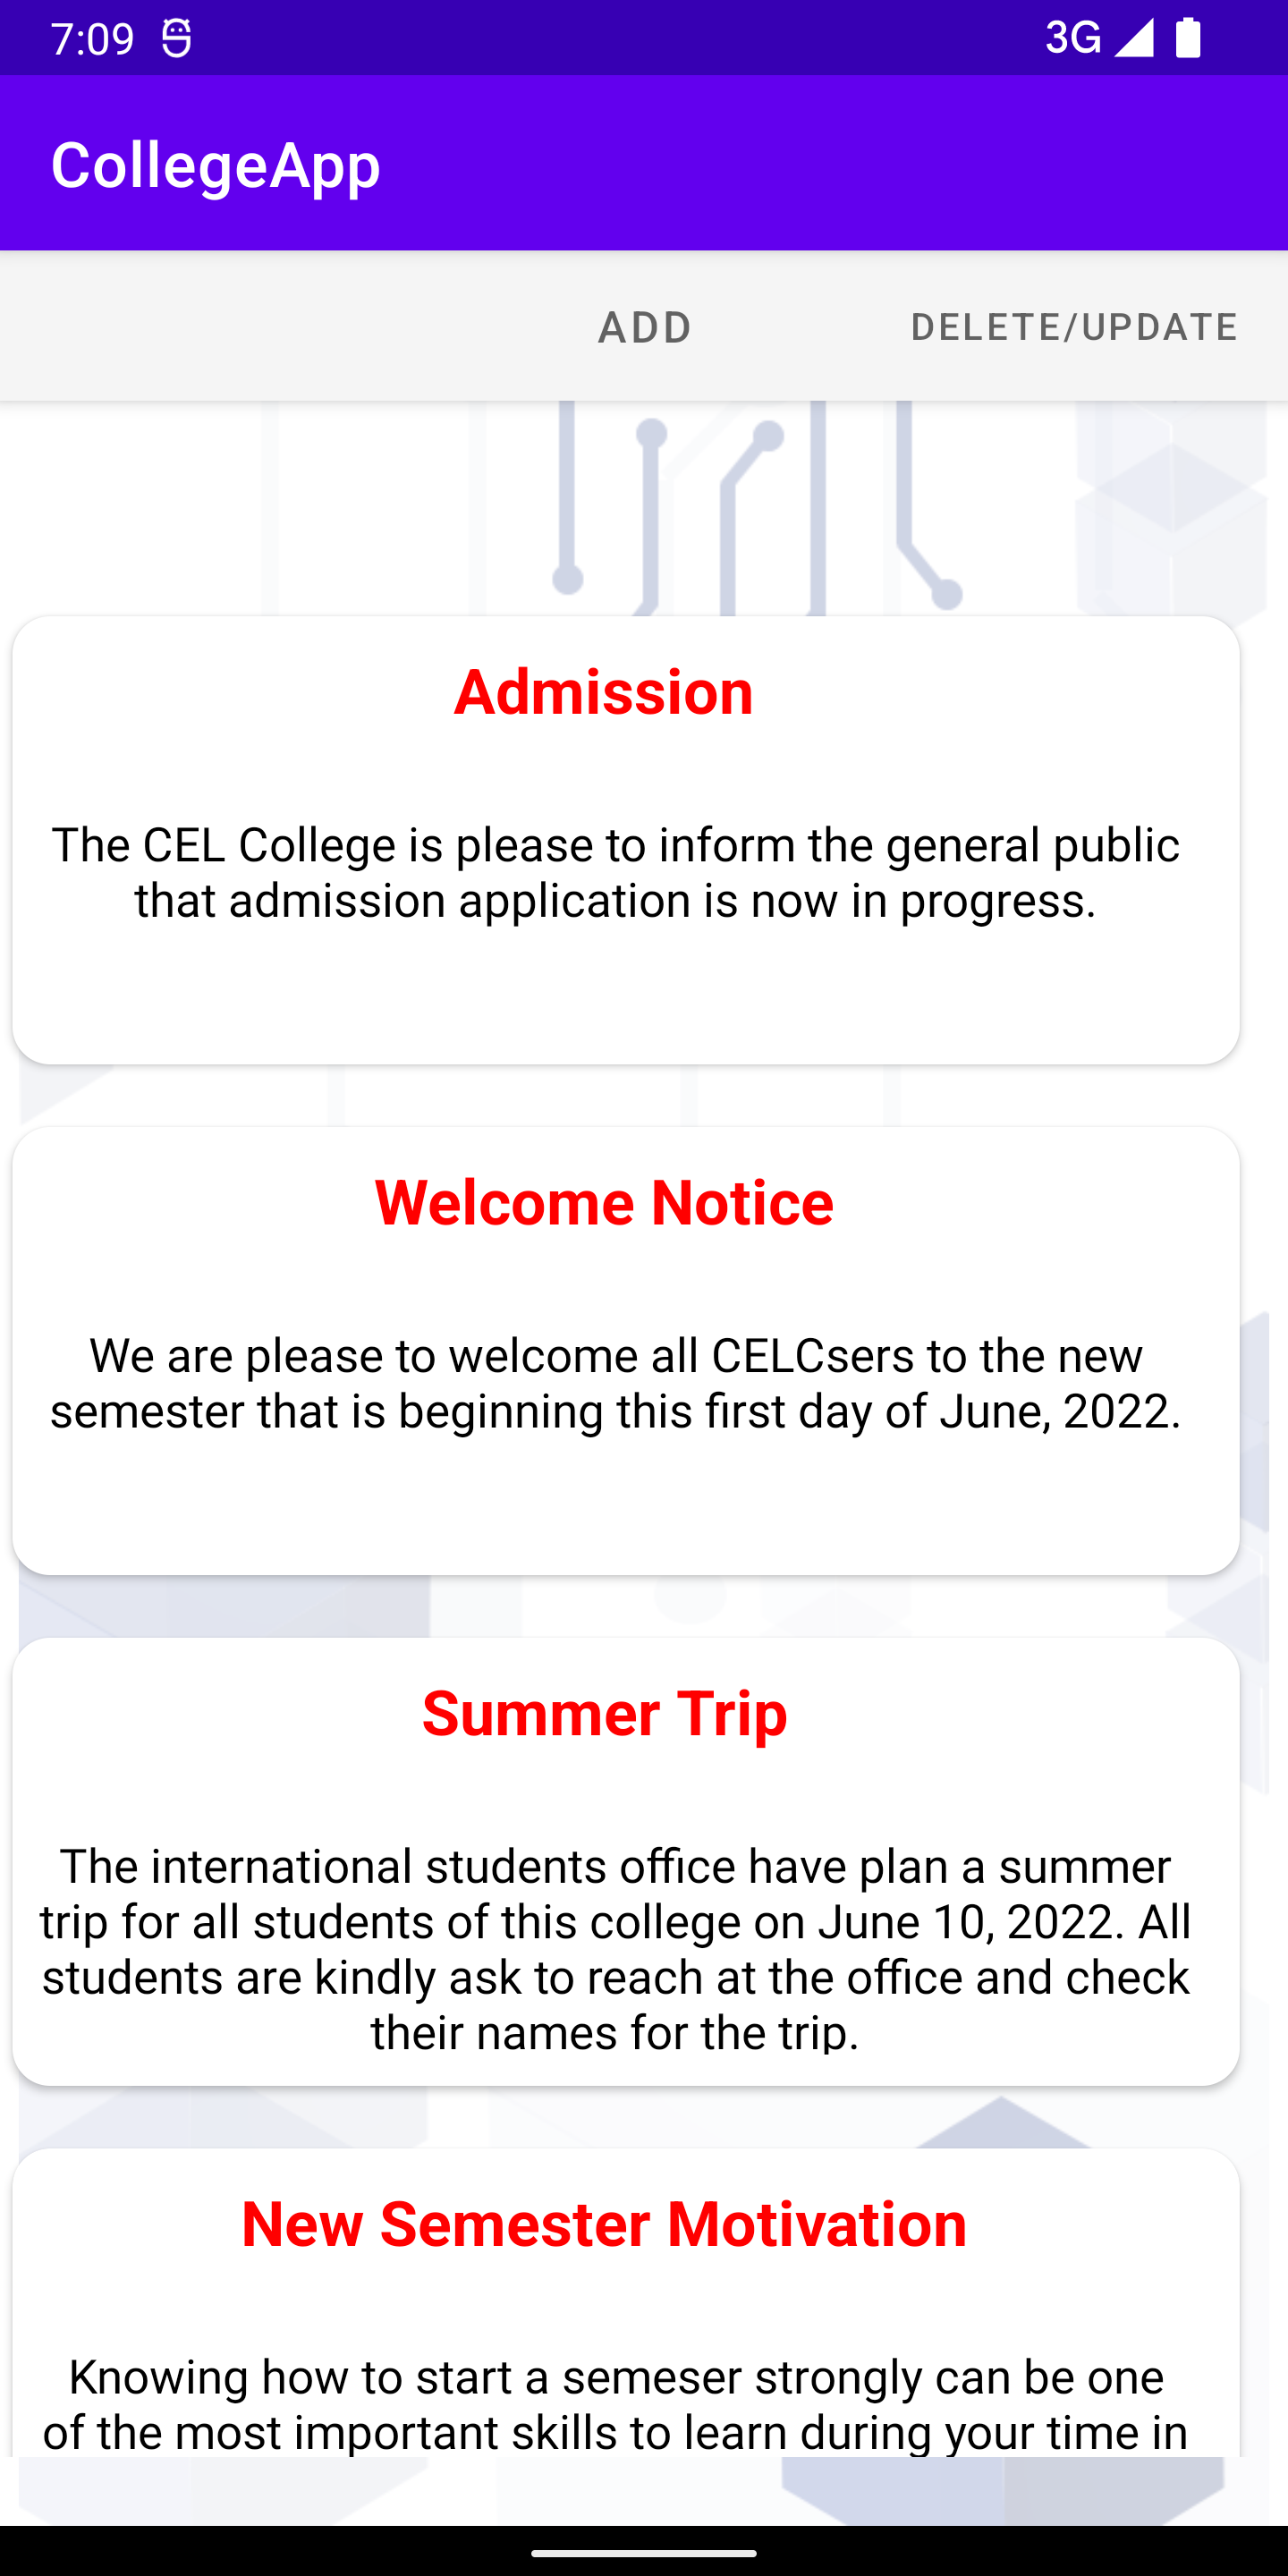 7:09 3G
CollegeApp
ADD DELETE/UPDATE
Admission
The CEL College is please to inform the general public
that admission application is now in progress.
Welcome Notice
We are please to welcome all CELCsers to the new
semester that is beginning this first day of June, 2022.
Summer Trip
The international students office have plan a summer
trip for all students of this college on June 10, 2022. All
students are kindly ask to reach at the office and check
their names for the trip.
New Semester Motivation
Knowing how to start a semeser strongly can be one
of the most important skills to learn during your time in